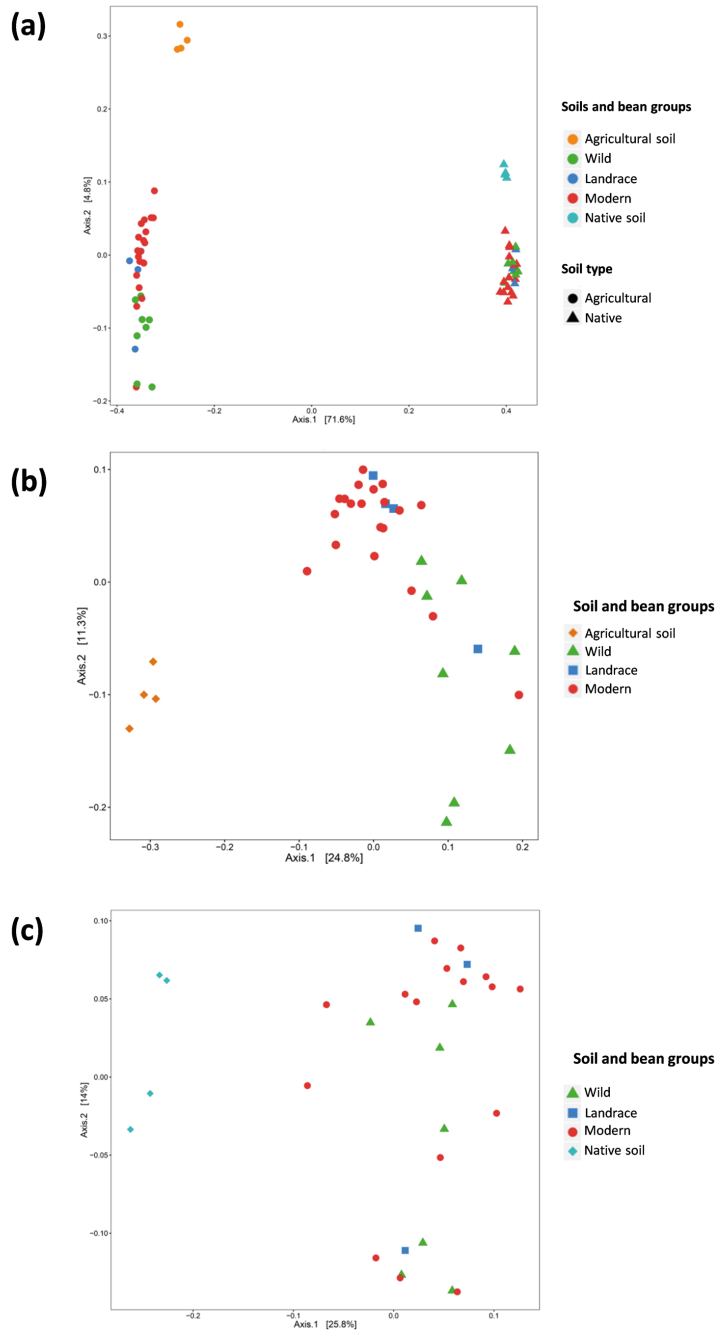 (a)
0.3
0.2
0.1
0.0
−0.1
−0.2
Axis.2 [4.8%]
−0.4
−0.2
0.0
0.2
0.4
Axis.1 [71.6%]
Soils and bean groups
Agricultural soil
Wild
Landrace
Modern
Native soil
Soil type
Agricultural
Native
(b)
0.1
0.0
−0.1
−0.2
Axis.2 [11.3%]
−0.3
−0.2
−0.1
0.0
0.1
0.2
Axis.1 [24.8%]
Soil and bean groups
Agricultural soil
Wild
Landrace
Modern
(c)
0.10
0.05
0.00
−0.05
−0.10
Axis.2 [14%]
−0.2
−0.1
0.0
0.1
Axis.1 [25.8%]
Soil and bean groups
Wild
Landrace
Modern
Native soil